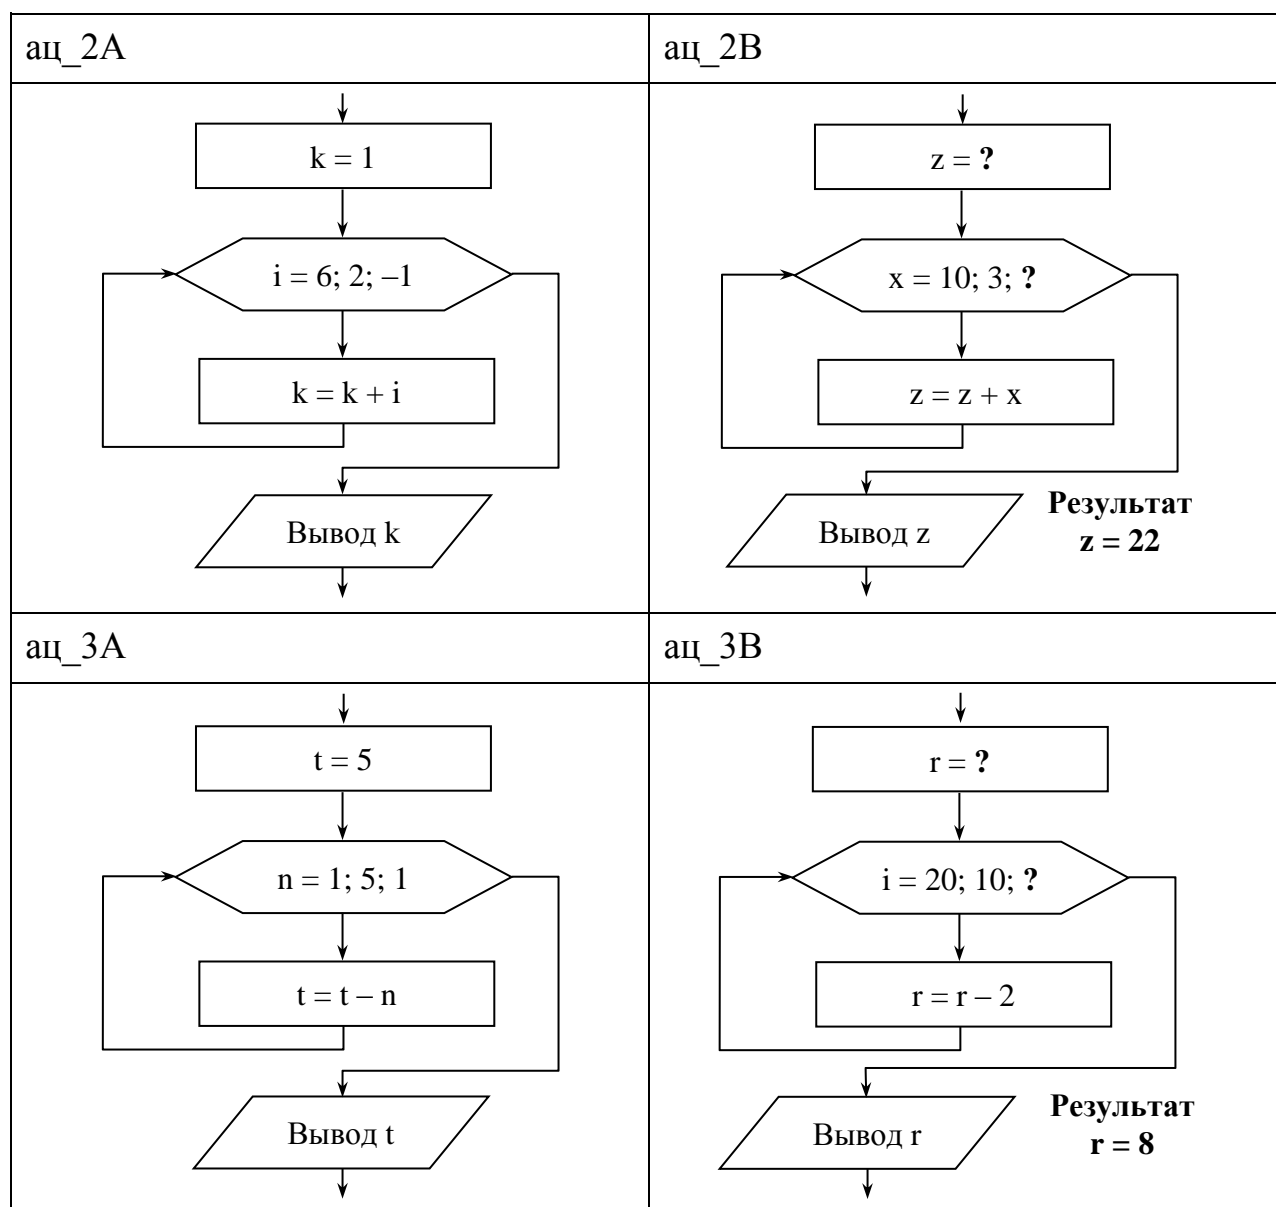 ац_2А
ац_2В
k = 1
i = 6; 2; –1
k = k + i
Вывод k
z = ?
x = 10; 3; ?
z = z + x
Вывод z
Результат
z = 22
ац_3А
ац_3В
t = 5
n = 1; 5; 1
t = t – n
Вывод t
r = ?
i = 20; 10; ?
r = r – 2
Вывод r
Результат
r = 8